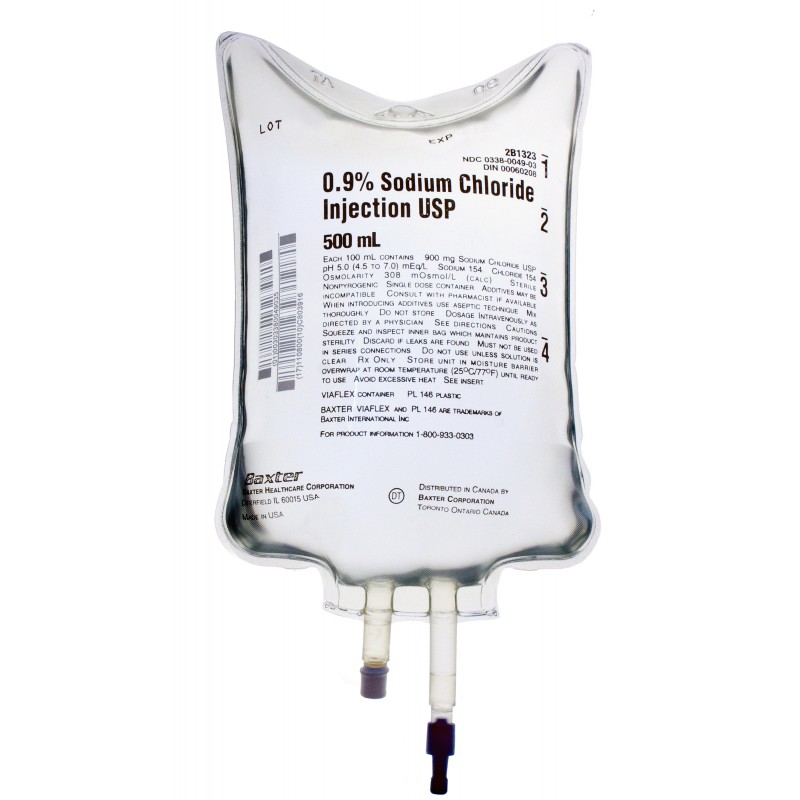 LOT
EXP
2B1323
NDC 0338-0049-03
DIN 00060208
0.9% Sodium Chloride
Injection USP
500 mL
EACH 100 mL CONTAINS 900 mg SODIUM CHLORIDE USP
pH 5.0 (4.5 TO 7.0) mEq/L SODIUM 154 CHLORIDE 154
OSMOLARITY 308 mOsmol/L (CALC) STERILE
NONPYROGENIC SINGLE DOSE CONTAINER ADDITIVES MAY BE
INCOMPATIBLE CONSULT WITH PHARMACIST IF AVAILABLE
WHEN INTRODUCING ADDITIVES USE ASEPTIC TECHNIQUE MIX
THOROUGHLY DO NOT STORE DOSAGE INTRAVENOUSLY AS
DIRECTED BY A PHYSICIAN SEE DIRECTIONS CAUTIONS
SQUEEZE AND INSPECT INNER BAG WHICH MAINTAINS PRODUCT
STERILITY DISCARD IF LEAKS ARE FOUND MUST NOT BE USED
IN SERIES CONNECTIONS DO NOT USE UNLESS SOLUTION IS
CLEAR RX ONLY STORE UNIT IN MOISTURE BARRIER
OVERWRAP AT ROOM TEMPERATURE (25ºC/77ºF) UNTIL READY
TO USE AVOID EXCESSIVE HEAT SEE INSERT
VIAFLEX CONTAINER PL 146 PLASTIC
BAXTER VIAFLEX AND PL 146 ARE TRADEMARKS OF
BAXTER INTERNATIONAL INC
FOR PRODUCT INFORMATION 1-800-933-0303
1
2
3
4
(17)110800(10)C803916
Baxter
BAXTER HEALTHCARE CORPORATION
DEERFIELD IL 60015 USA
MADE IN USA
DT
DISTRIBUTED IN CANADA BY
BAXTER CORPORATION
TORONTO ONTARIO CANADA